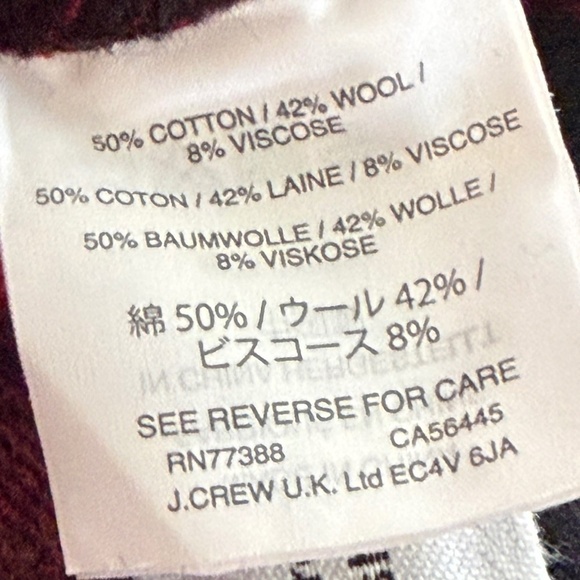 50% COTTON / 42% WOOL /
8% VISCOSE
50% COTON / 42% LAINE / 8% VISCOSE
50% BAUMWOLLE / 42% WOLLE /
8% VISKOSE
綿 50% / ウール 42% /
ビスコース 8%
SEE REVERSE FOR CARE
RN77388 CA56445
J.CREW U.K. Ltd EC4V 6JA